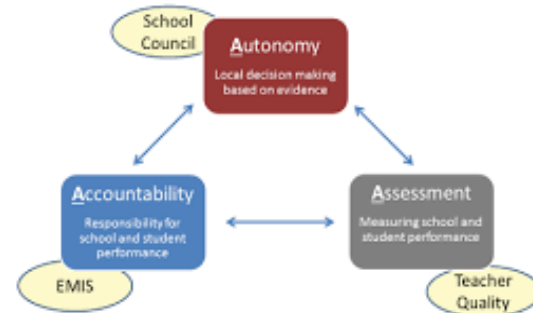 School
Council
Autonomy
Local decision making
based on evidence
Accountability
Responsibility for
school and student
performance
Assessment
Measuring school and
student performance
EMIS
Teacher
Quality